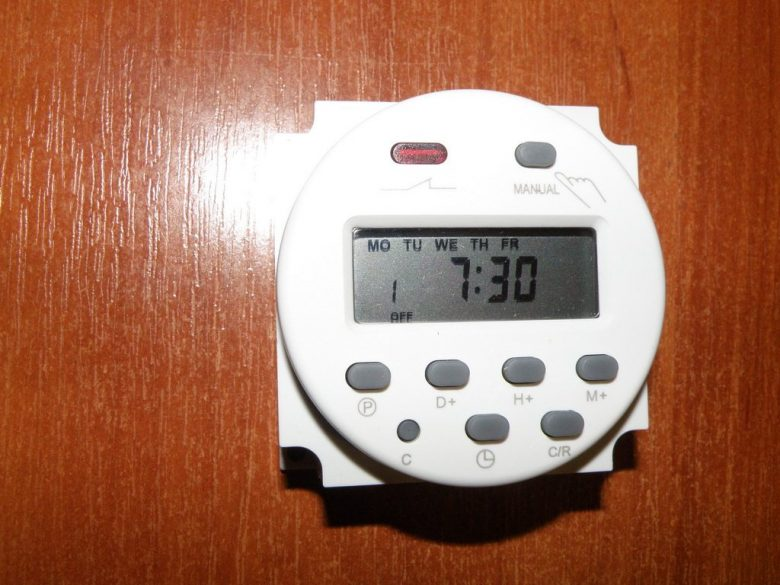 MANUAL
MO TU WE TH FR
1 7:30
OFF
P D+ H+ M+
C C/R